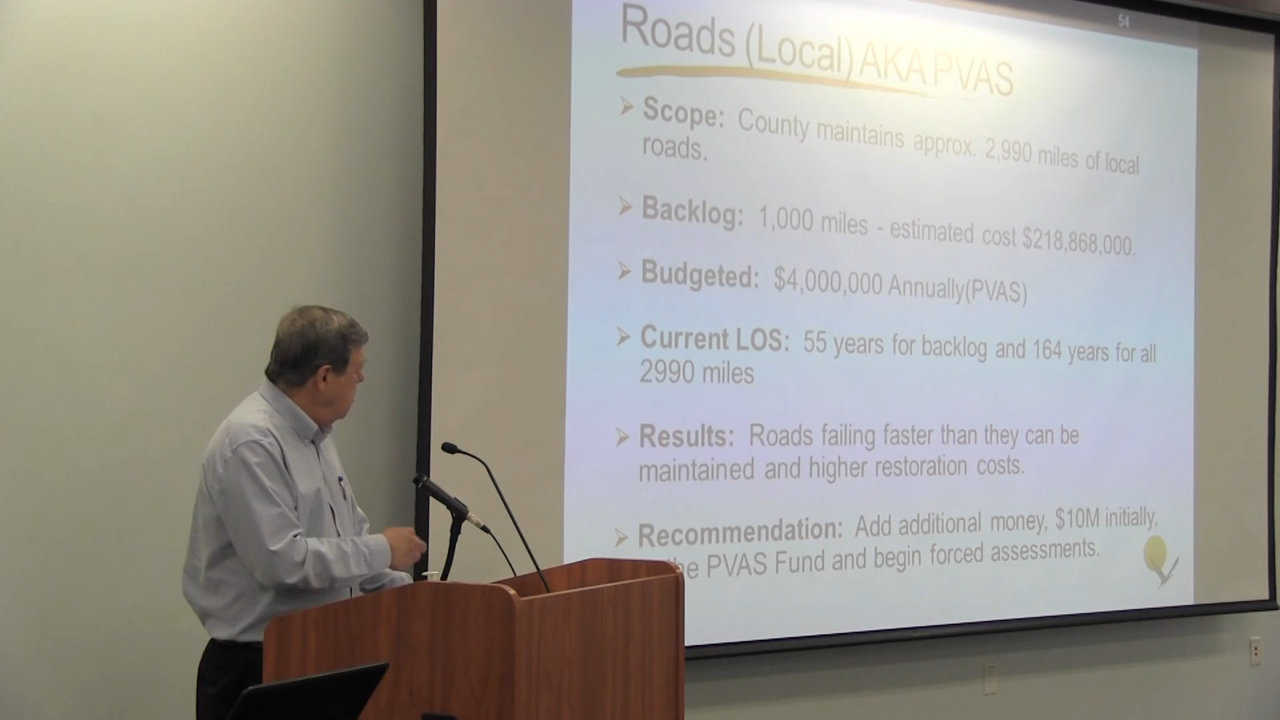 54
Roads (Local) AKA PVAS
Scope: County maintains approx. 2,990 miles of local
roads.
Backlog: 1,000 miles - estimated cost $218,868,000.
Budgeted: $4,000,000 Annually(PVAS)
Current LOS: 55 years for backlog and 164 years for all
2990 miles
Results: Roads failing faster than they can be
maintained and higher restoration costs.
Recommendation: Add additional money, $10M initially,
PVAS Fund and begin forced assessments.